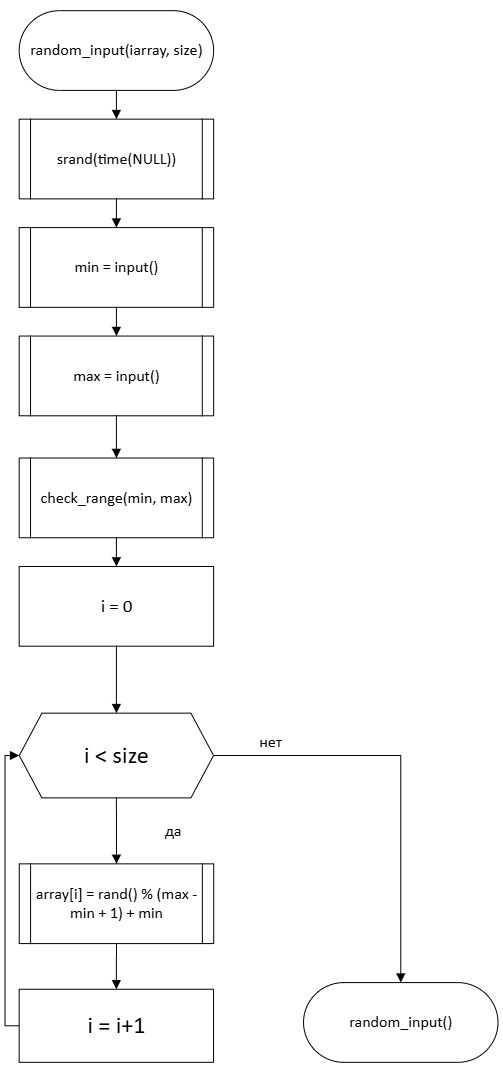 random_input(iarray, size)
srand(time(NULL))
min = input()
max = input()
check_range(min, max)
i = 0
i < size
нет
да
array[i] = rand() % (max -
min + 1) + min
i = i+1
random_input()